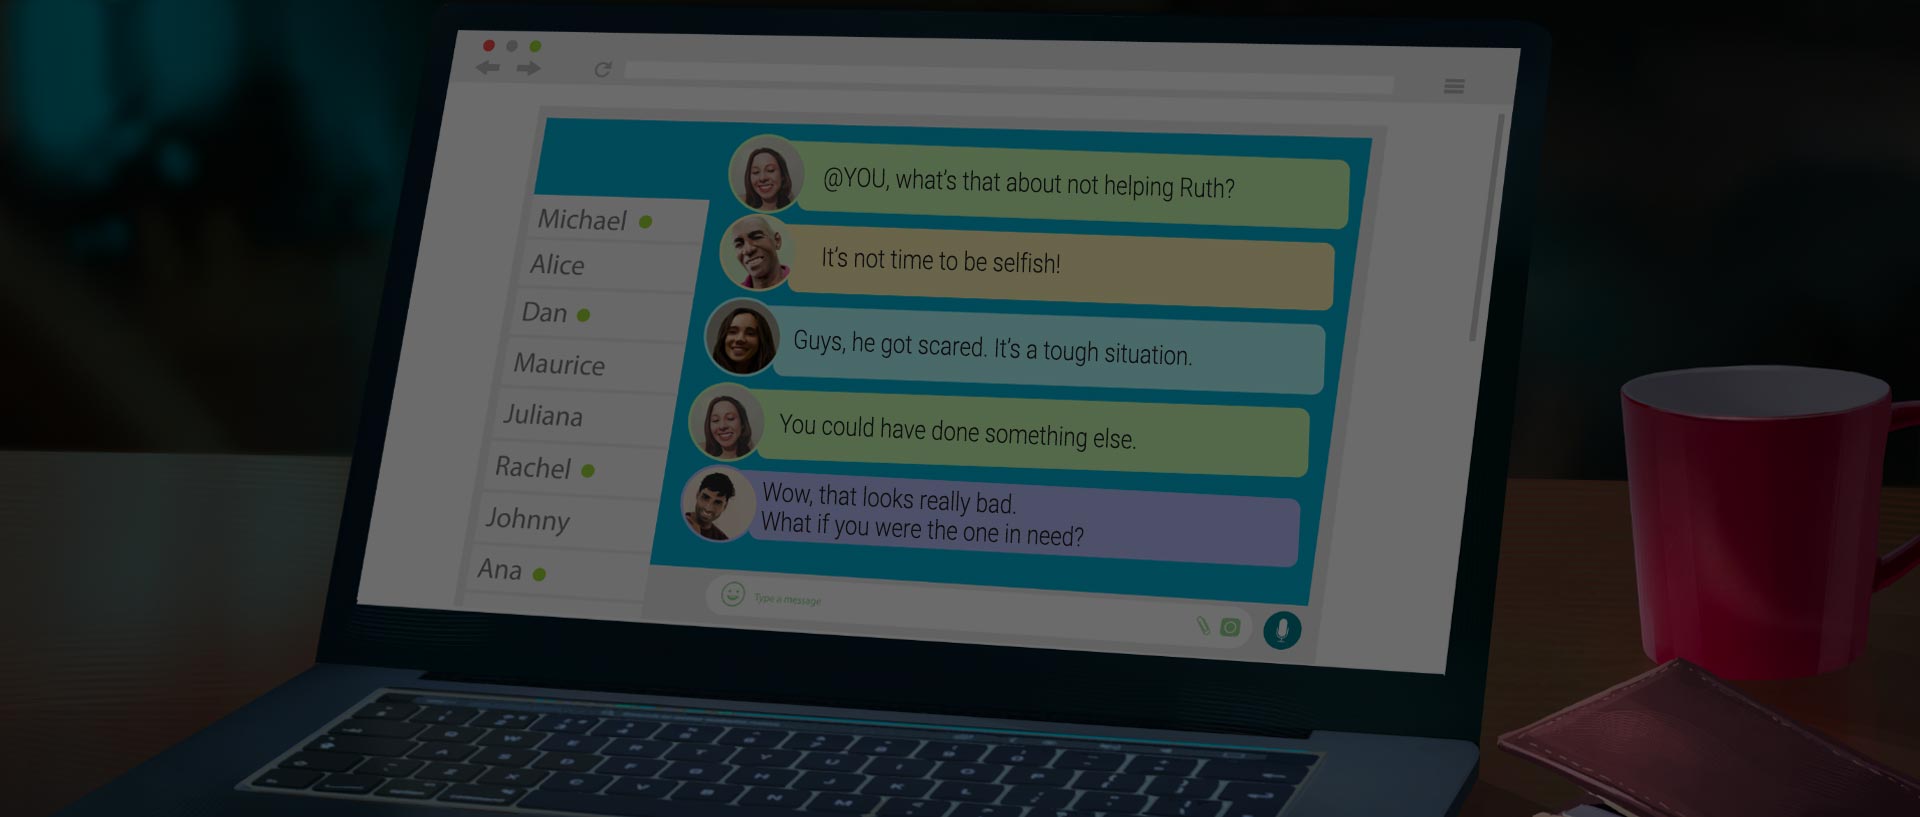 @YOU, what's that about not helping Ruth?
It's not time to be selfish!
Guys, he got scared. It's a tough situation.
You could have done something else.
Wow, that looks really bad.
What if you were the one in need?
Type a message
Michael
Alice
Dan
Maurice
Juliana
Rachel
Johnny
Ana